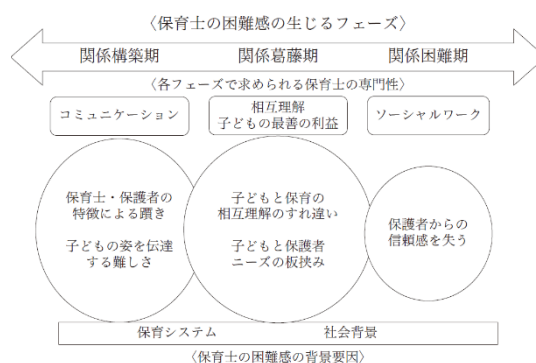 〈保育士の困難感の生じるフェーズ〉
関係構築期 関係葛藤期 関係困難期
〈各フェーズで求められる保育士の専門性〉
コミュニケーション
相互理解
子どもの最善の利益
ソーシャルワーク
保育士・保護者の
特徴による躓き
子どもの姿を伝達
する難しさ
子どもと保育の
相互理解のすれ違い
子どもと保護者
ニーズの板挟み
保護者からの
信頼感を失う
保育システム 社会背景
〈保育士の困難感の背景要因〉